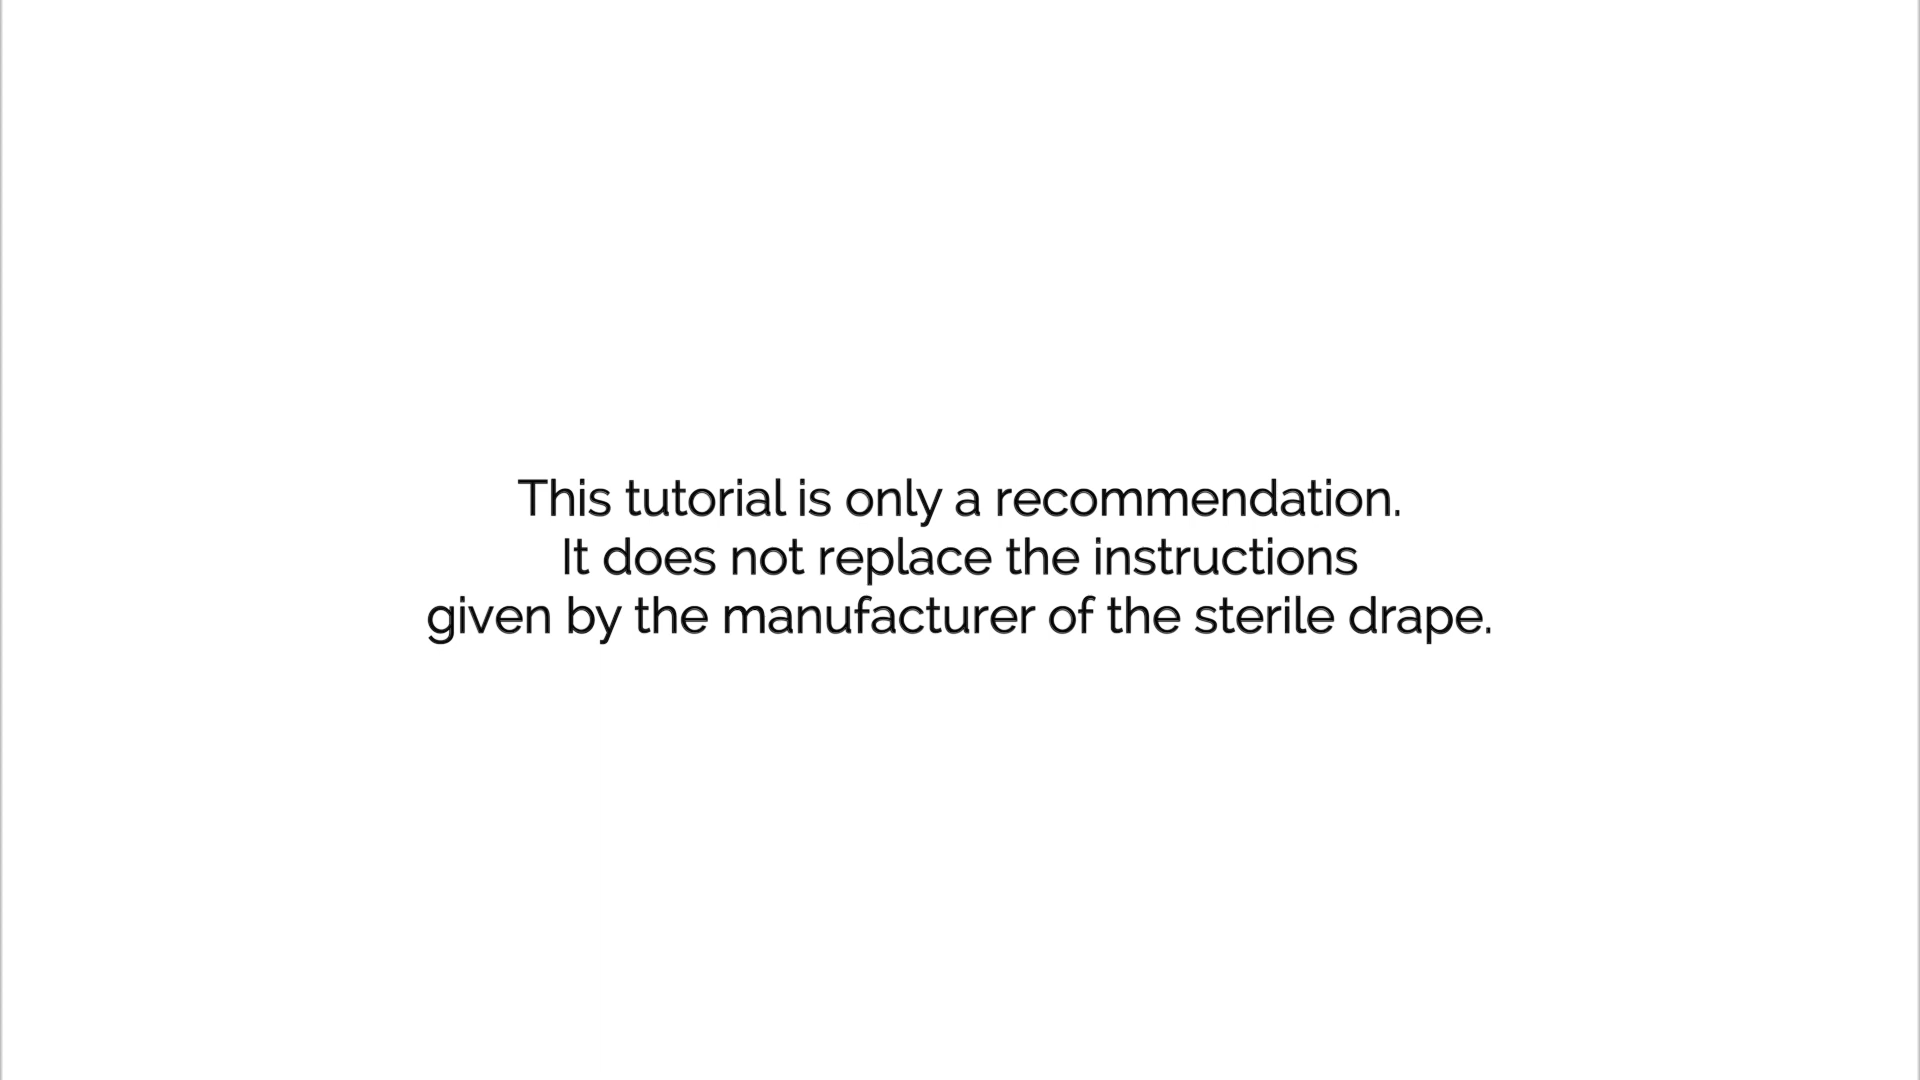 This tutorial is only a recommendation.
It does not replace the instructions
given by the manufacturer of the sterile drape.